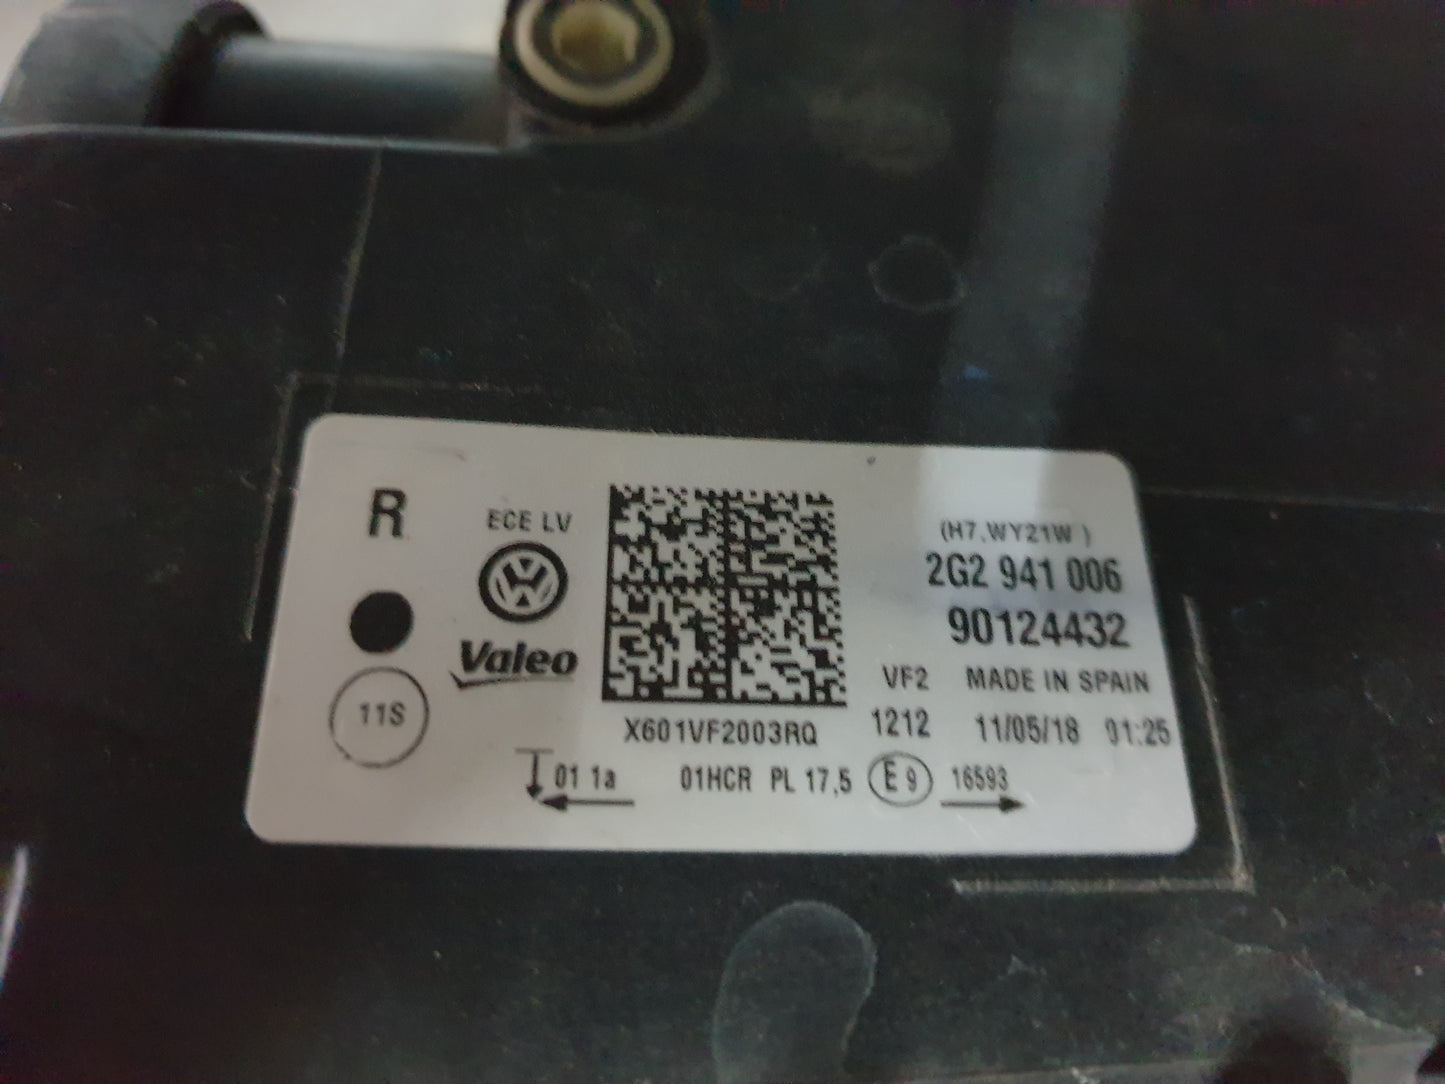 R
ECE LV
(H7,WY21W )
2G2 941 006
90124432
Valeo
VF2 MADE IN SPAIN
11S
X601VF2003RQ
1212 11/05/18 01:25
01 1a 01HCR PL 17,5 E9 16593